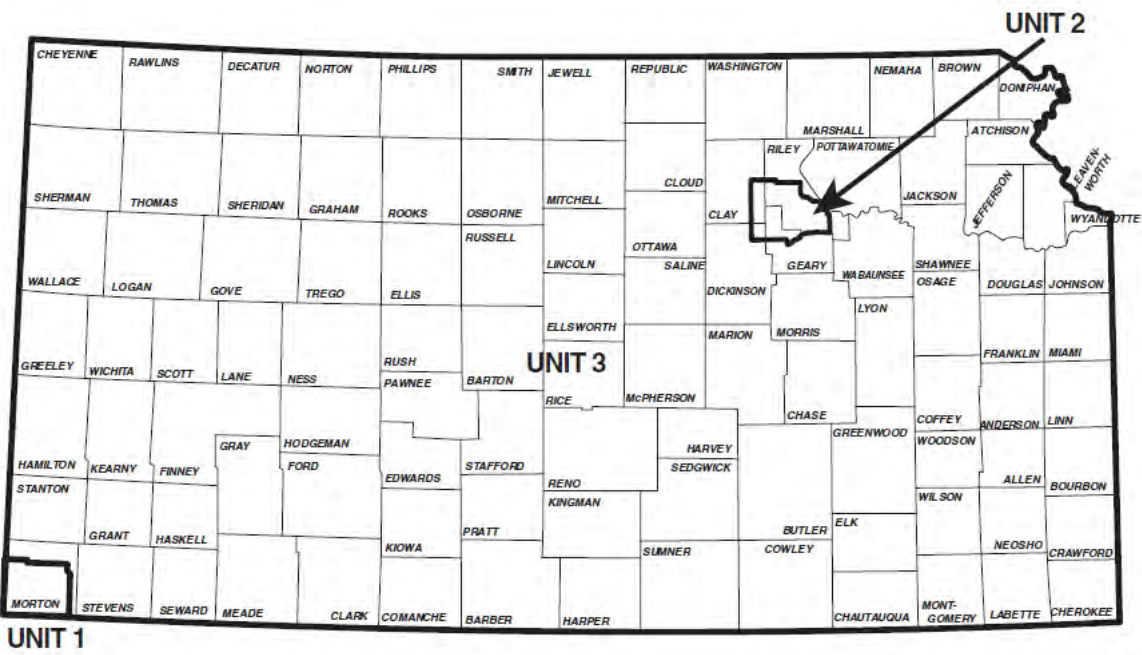 UNIT 2
CHEYENNE
RAWLINS
DECATUR
NORTON
PHILLIPS
SMITH
JEWELL
REPUBLIC
WASHINGTON
MARSHALL
NEMAHA
BROWN
DONIPHAN
ATCHISON
RILEY
POTTAWATOMIE
JACKSON
JEFFERSON
LEAVEN-
WORTH
WYANDOTTE
SHERMAN
THOMAS
SHERIDAN
GRAHAM
ROOKS
OSBORNE
MITCHELL
CLOUD
CLAY
RUSSELL
LINCOLN
OTTAWA
SALINE
DICKINSON
GEARY
WABAUNSEE
SHAWNEE
OSAGE
DOUGLAS
JOHNSON
WALLACE
LOGAN
GOVE
TREGO
ELLIS
ELLSWORTH
MARION
MORRIS
LYON
FRANKLIN
MIAMI
GREELEY
WICHITA
SCOTT
LANE
NESS
RUSH
PAWNEE
BARTON
UNIT 3
RICE
McPHERSON
CHASE
GREENWOOD
COFFEY
ANDERSON
LINN
WOODSON
HAMILTON
KEARNY
FINNEY
GRAY
HODGEMAN
FORD
EDWARDS
STAFFORD
RENO
HARVEY
SEDGWICK
KINGMAN
BUTLER
ELK
WILSON
ALLEN
BOURBON
STANTON
GRANT
HASKELL
KIOWA
PRATT
SUMNER
COWLEY
NEOSHO
CRAWFORD
MORTON
STEVENS
SEWARD
MEADE
CLARK
COMANCHE
BARBER
HARPER
CHAUTAUQUA
MONT-
GOMERY
LABETTE
CHEROKEE
UNIT 1